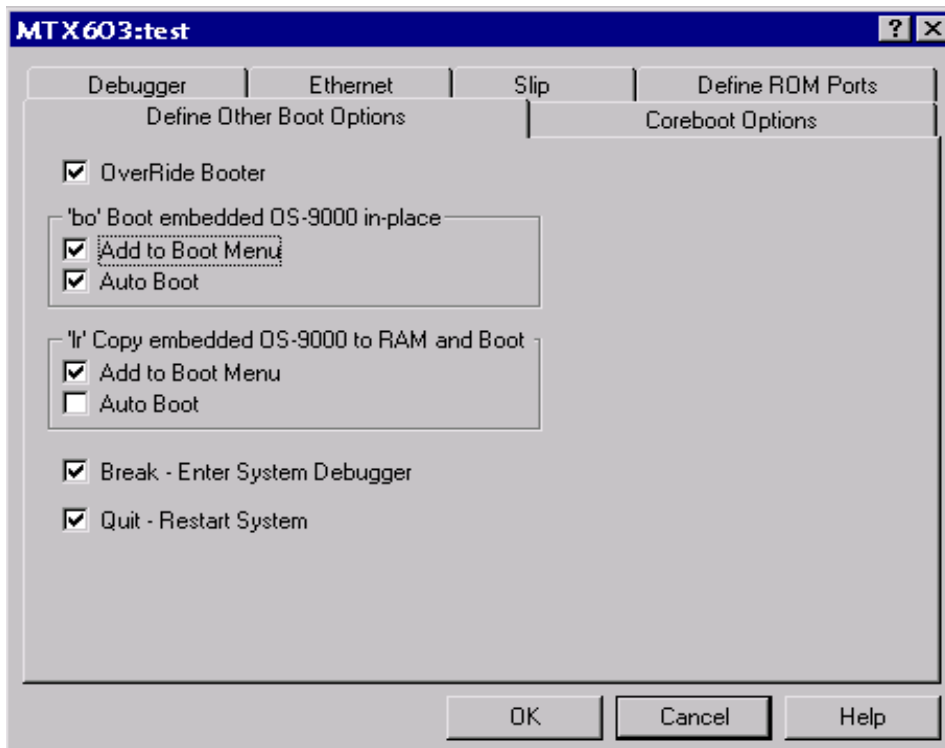 MTX603:test
Debugger
Ethernet
Slip
Define ROM Ports
Define Other Boot Options
Coreboot Options
OverRide Booter
'bo' Boot embedded OS-9000 in-place
Add to Boot Menu
Auto Boot
'lr' Copy embedded OS-9000 to RAM and Boot
Add to Boot Menu
Auto Boot
Break - Enter System Debugger
Quit - Restart System
OK
Cancel
Help